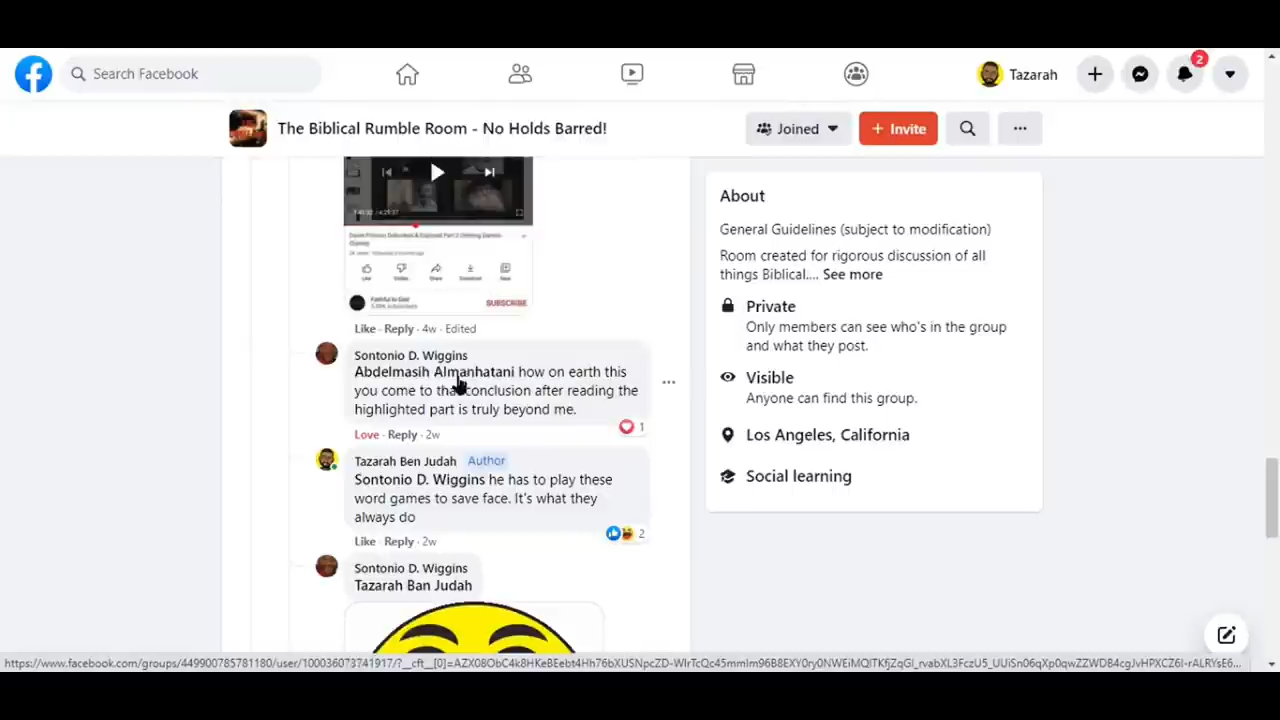 Search Facebook
Tazarah
2
The Biblical Rumble Room - No Holds Barred!
Joined
+ Invite
SUBSCRIBE
Like · Reply · 4w · Edited
Sontonio D. Wiggins
Abdelmasih Almanhatani how on earth this
you come to that conclusion after reading the
highlighted part is truly beyond me.
1
Love · Reply · 2w
Tazarah Ben Judah Author
Sontonio D. Wiggins he has to play these
word games to save face. It's what they
always do
2
Like · Reply · 2w
Sontonio D. Wiggins
Tazarah Ban Judah
About
General Guidelines (subject to modification)
Room created for rigorous discussion of all
things Biblical.... See more
Private
Only members can see who's in the group
and what they post.
Visible
Anyone can find this group.
Los Angeles, California
Social learning